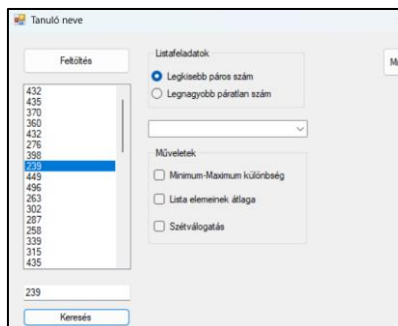 Tanuló neve
Feltöltés
432
435
370
360
432
276
398
239
449
496
263
302
287
258
339
315
435
239
Keresés
Listafeladatok
Legkisebb páros szám
Legnagyobb páratlan szám
Műveletek
Minimum-Maximum különbség
Lista elemeinek átlaga
Szétválogatás